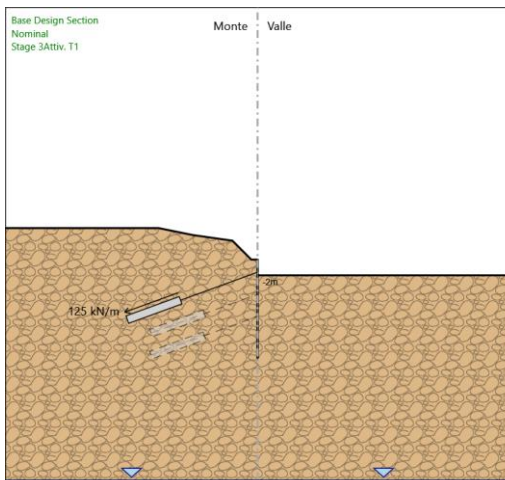 Base Design Section
Nominal
Stage 3Attiv. T1
Monte
Valle
-2m
125 kN/m